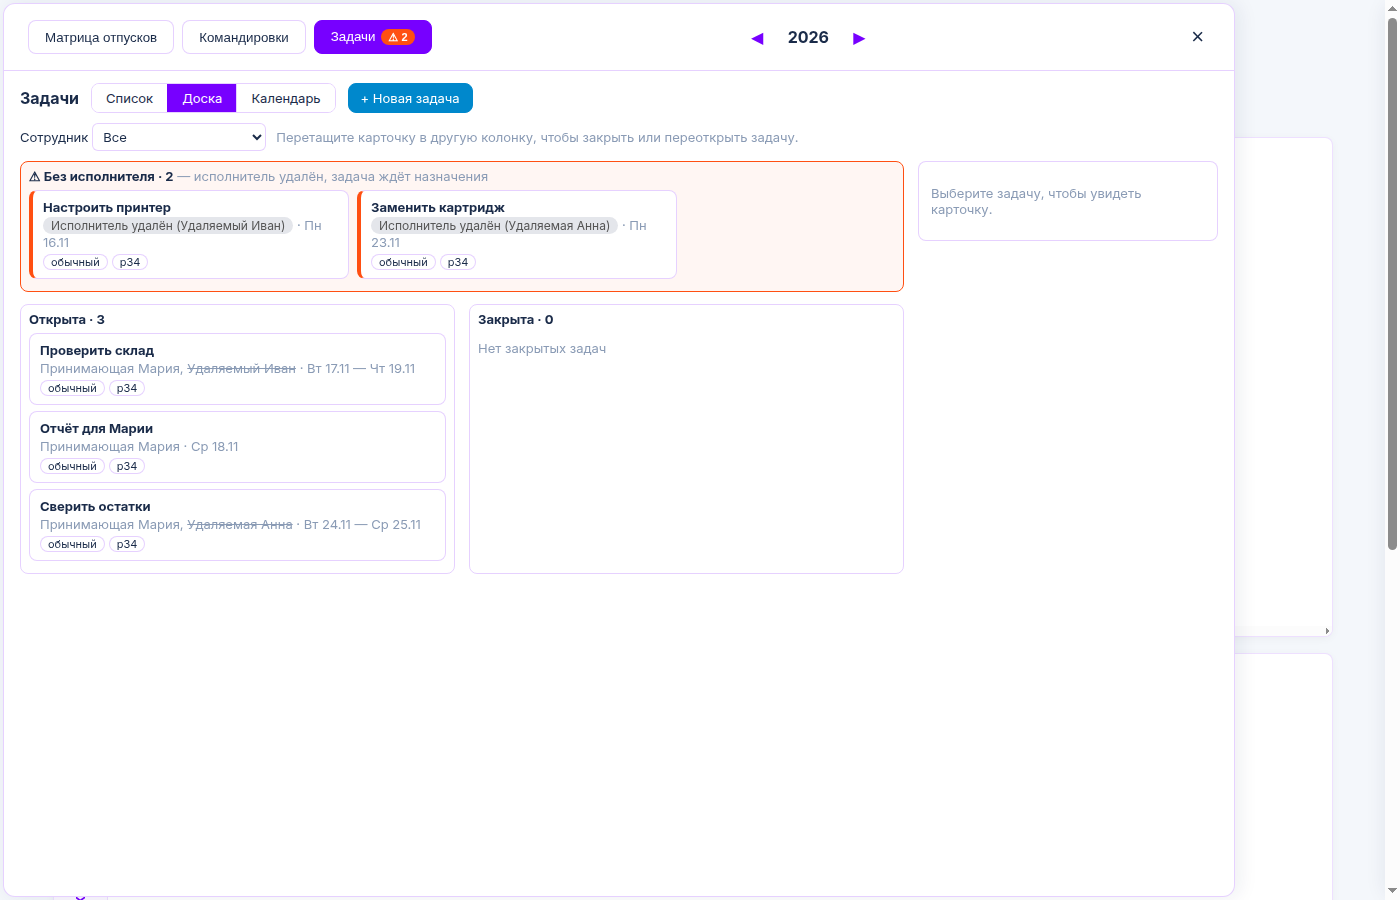 Матрица отпусков
Командировки
Задачи ⚠ 2
◀ 2026 ▶
×
Задачи
Список
Доска
Календарь
+ Новая задача
Сотрудник Все
Перетащите карточку в другую колонку, чтобы закрыть или переоткрыть задачу.
⚠ Без исполнителя · 2 — исполнитель удалён, задача ждёт назначения
Настроить принтер
Исполнитель удалён (Удаляемый Иван) · Пн
16.11
обычный p34
Заменить картридж
Исполнитель удалён (Удаляемая Анна) · Пн
23.11
обычный p34
Выберите задачу, чтобы увидеть
карточку.
Открыта · 3
Проверить склад
Принимающая Мария, Удаляемый Иван · Вт 17.11 — Чт 19.11
обычный p34
Отчёт для Марии
Принимающая Мария · Ср 18.11
обычный p34
Сверить остатки
Принимающая Мария, Удаляемая Анна · Вт 24.11 — Ср 25.11
обычный p34
Закрыта · 0
Нет закрытых задач